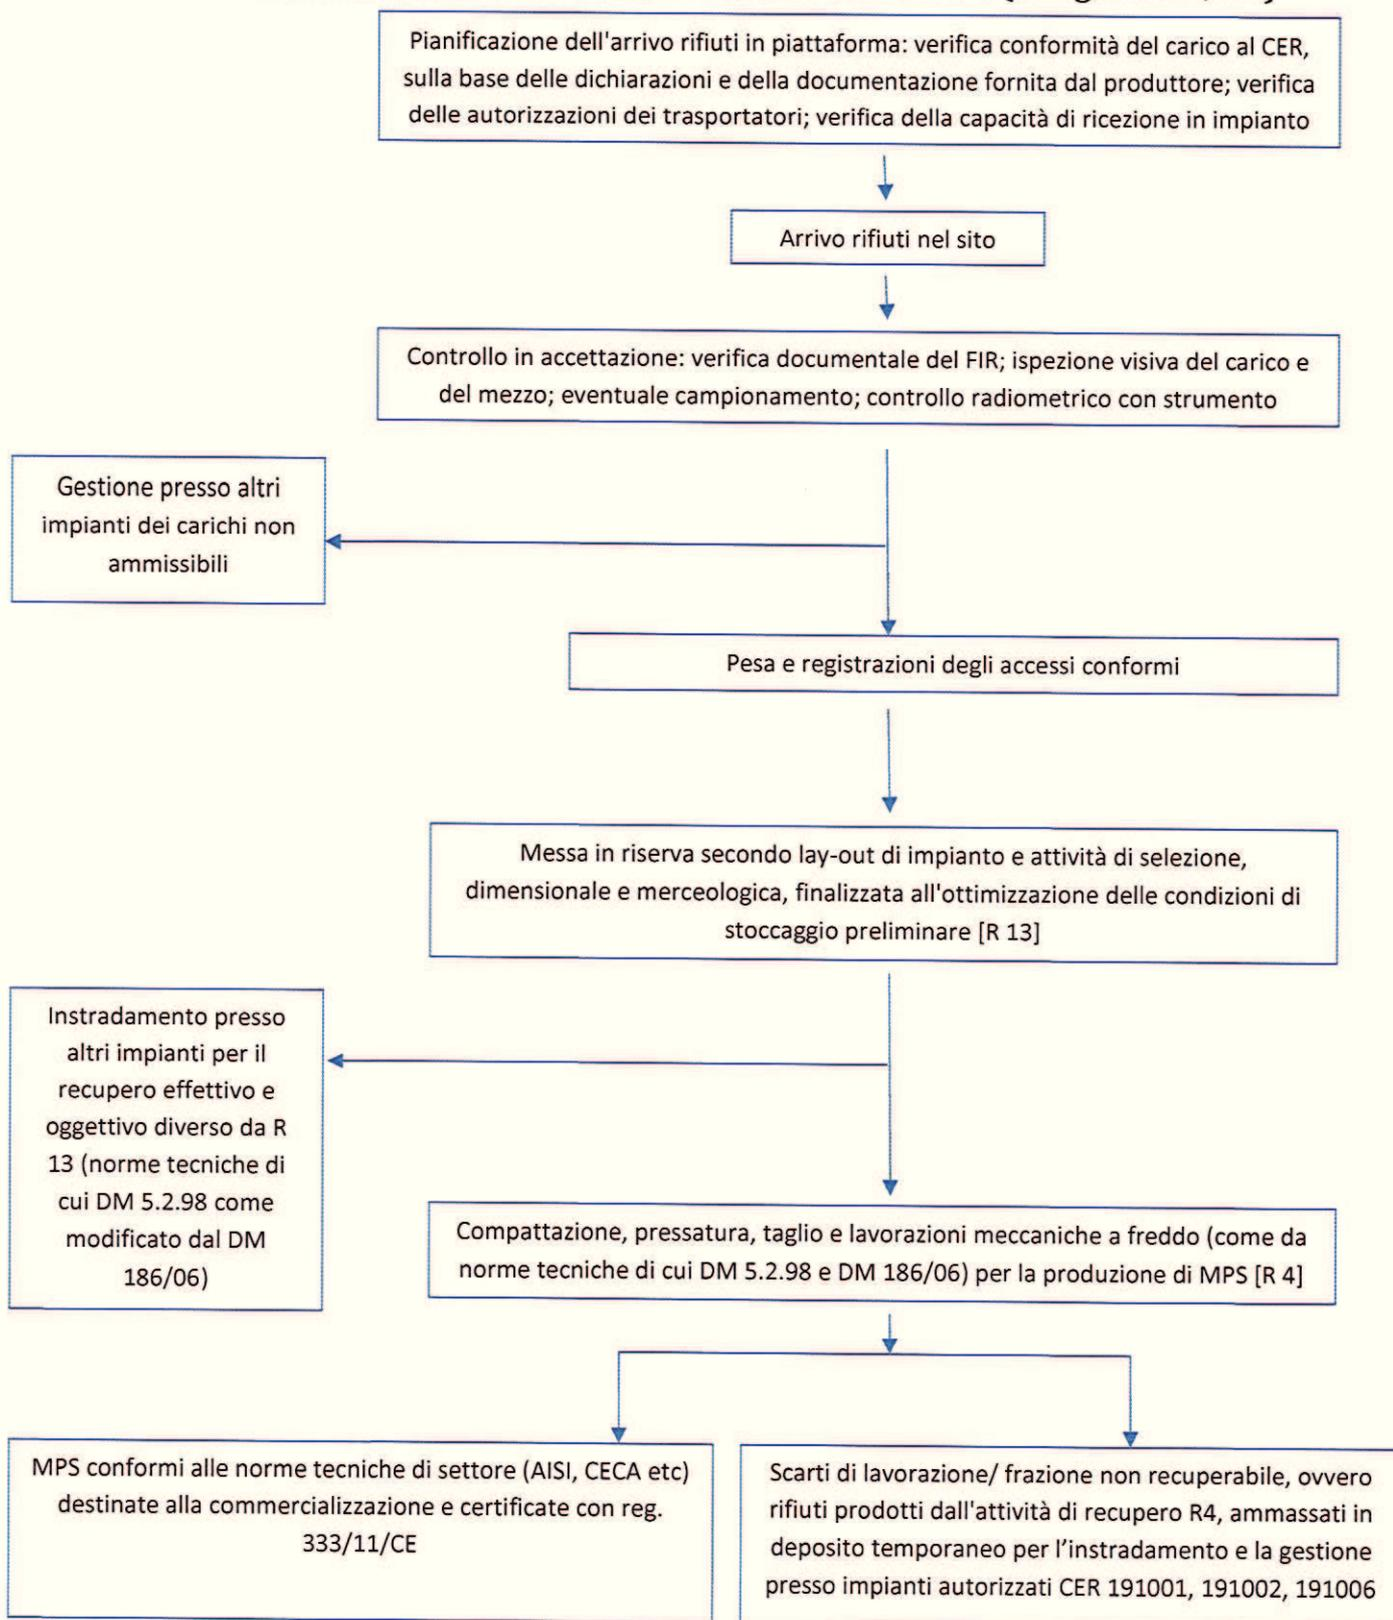 Pianificazione dell'arrivo rifiuti in piattaforma: verifica conformità del carico al CER,
sulla base delle dichiarazioni e della documentazione fornita dal produttore; verifica
delle autorizzazioni dei trasportatori; verifica della capacità di ricezione in impianto
Arrivo rifiuti nel sito
Controllo in accettazione: verifica documentale del FIR; ispezione visiva del carico e
del mezzo; eventuale campionamento; controllo radiometrico con strumento
Gestione presso altri
impianti dei carichi non
ammissibili
Pesa e registrazioni degli accessi conformi
Messa in riserva secondo lay-out di impianto e attività di selezione,
dimensionale e merceologica, finalizzata all'ottimizzazione delle condizioni di
stoccaggio preliminare [R 13]
Instradamento presso
altri impianti per il
recupero effettivo e
oggettivo diverso da R
13 (norme tecniche di
cui DM 5.2.98 come
modificato dal DM
186/06)
Compattazione, pressatura, taglio e lavorazioni meccaniche a freddo (come da
norme tecniche di cui DM 5.2.98 e DM 186/06) per la produzione di MPS [R 4]
MPS conformi alle norme tecniche di settore (AISI, CECA etc)
destinate alla commercializzazione e certificate con reg.
333/11/CE
Scarti di lavorazione/ frazione non recuperabile, ovvero
rifiuti prodotti dall'attività di recupero R4, ammassati in
deposito temporaneo per l'instradamento e la gestione
presso impianti autorizzati CER 191001, 191002, 191006